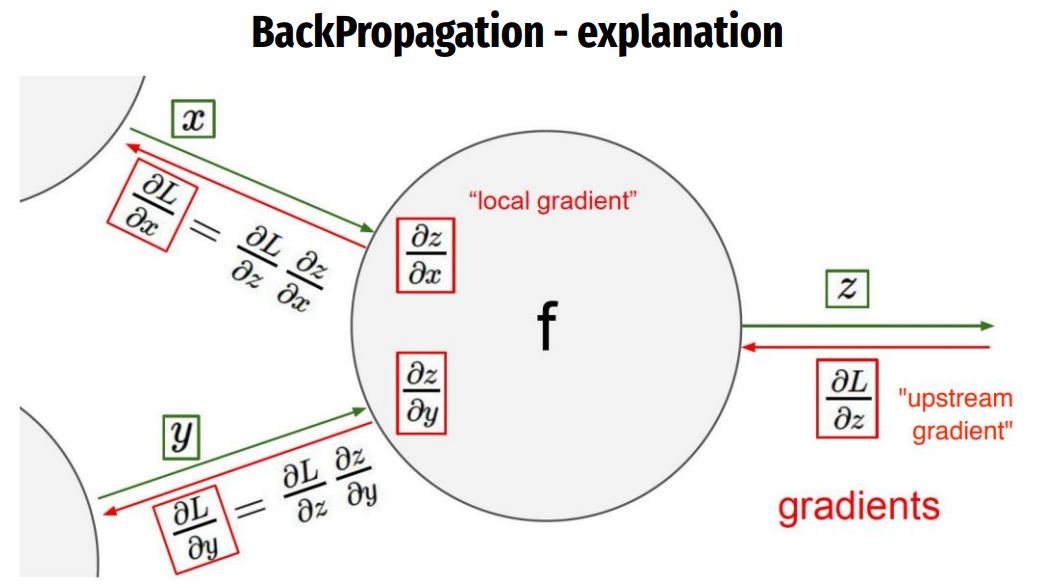 BackPropagation - explanation
x
∂L/∂x = ∂L/∂z ∂z/∂x
“local gradient”
∂z/∂x
f
z
∂z/∂y
∂L/∂z
"upstream
gradient"
y
∂L/∂y = ∂L/∂z ∂z/∂y
gradients